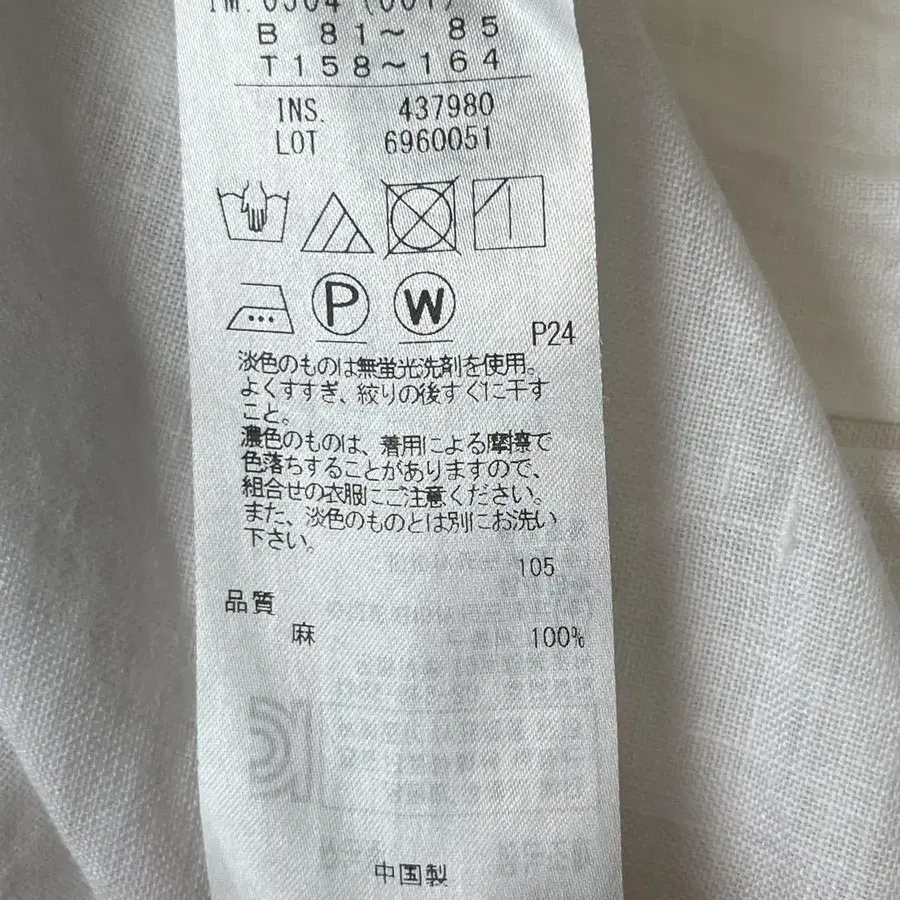 B 81~ 85
T158~164
INS. 437980
LOT 6960051
P W
P24
淡色のものは無蛍光洗剤を使用。
よくすすぎ、絞りの後すぐに干す
こと。
濃色のものは、着用による摩擦で
色落ちすることがありますので、
組合せの衣服にご注意ください。
また、淡色のものとは別にお洗い
下さい。
105
品質
麻 100%
中国製